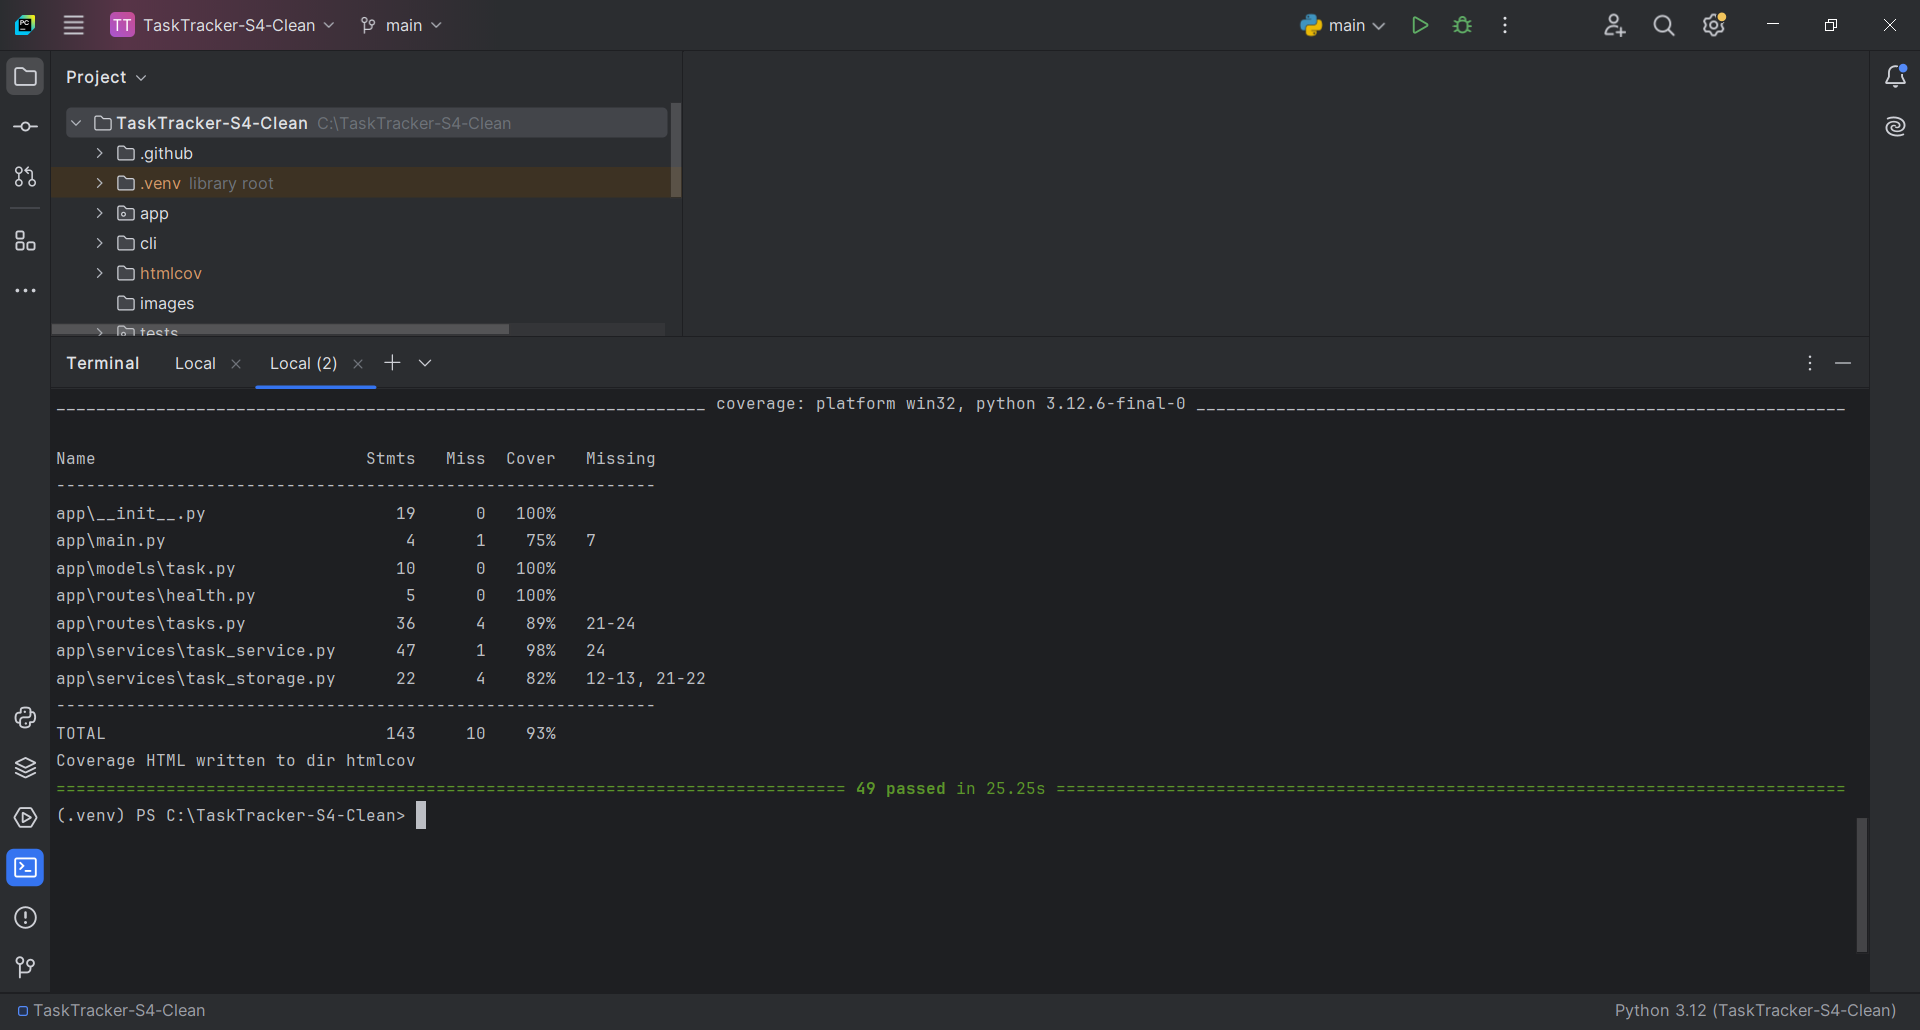 TT TaskTracker-S4-Clean main main
Project
TaskTracker-S4-Clean C:\TaskTracker-S4-Clean
.github
.venv library root
app
cli
htmlcov
images
tests
Terminal Local Local (2)
_________________________________________________________________ coverage: platform win32, python 3.12.6-final-0 _________________________________________________________________
Name Stmts Miss Cover Missing
------------------------------------------------------------
app\__init__.py 19 0 100%
app\main.py 4 1 75% 7
app\models\task.py 10 0 100%
app\routes\health.py 5 0 100%
app\routes\tasks.py 36 4 89% 21-24
app\services\task_service.py 47 1 98% 24
app\services\task_storage.py 22 4 82% 12-13, 21-22
------------------------------------------------------------
TOTAL 143 10 93%
Coverage HTML written to dir htmlcov
=============================================================================== 49 passed in 25.25s ===============================================================================
(.venv) PS C:\TaskTracker-S4-Clean>
TaskTracker-S4-Clean Python 3.12 (TaskTracker-S4-Clean)